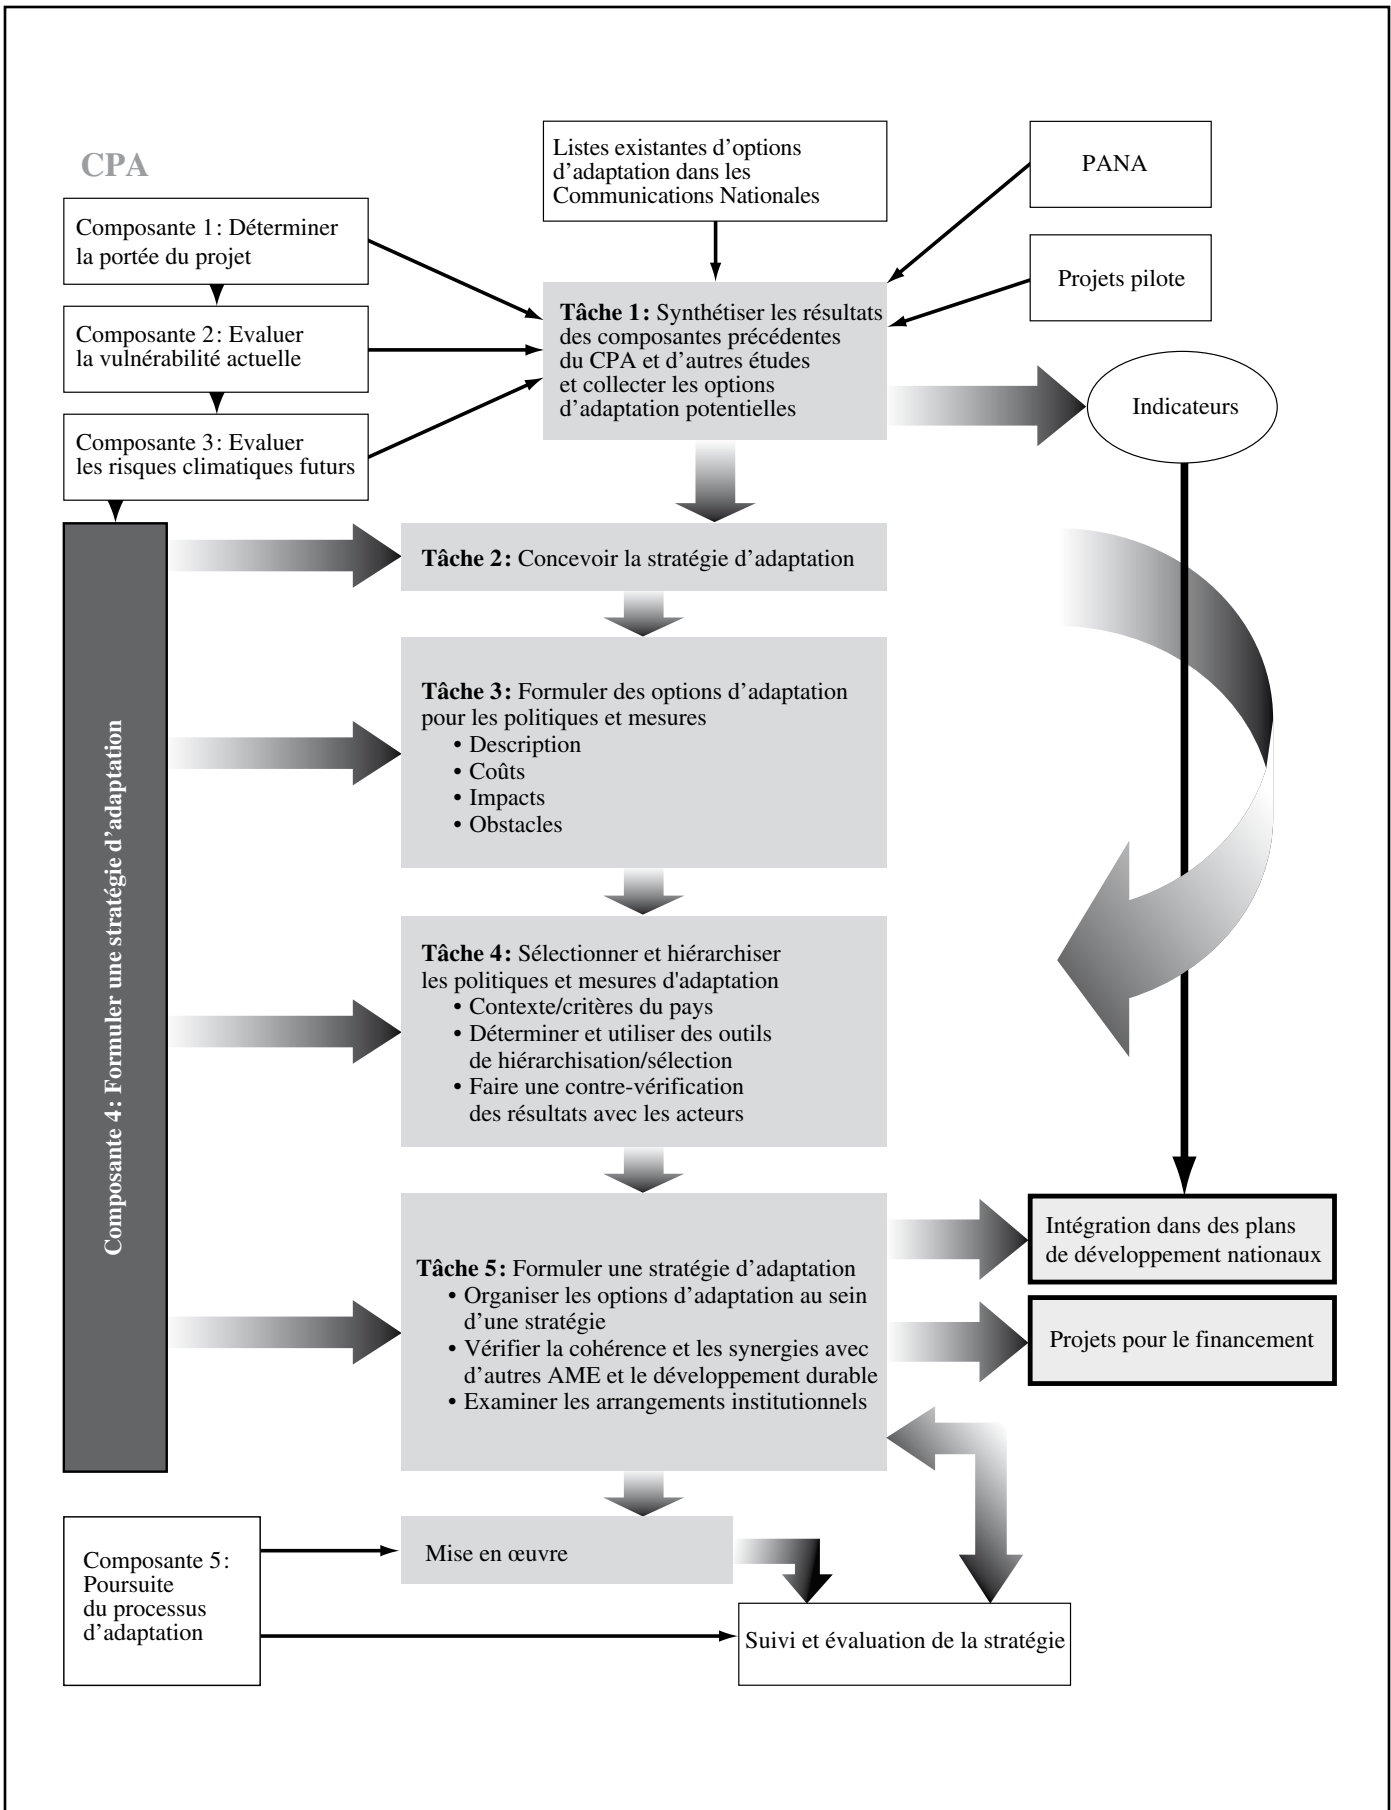 CPA
Composante 1: Déterminer
la portée du projet
Composante 2: Evaluer
la vulnérabilité actuelle
Composante 3: Evaluer
les risques climatiques futurs
Listes existantes d’options
d’adaptation dans les
Communications Nationales
PANA
Projets pilote
Tâche 1: Synthétiser les résultats
des composantes précédentes
du CPA et d’autres études
et collecter les options
d’adaptation potentielles
Indicateurs
Composante 4: Formuler une stratégie d’adaptation
Tâche 2: Concevoir la stratégie d’adaptation
Tâche 3: Formuler des options d’adaptation
pour les politiques et mesures
• Description
• Coûts
• Impacts
• Obstacles
Tâche 4: Sélectionner et hiérarchiser
les politiques et mesures d'adaptation
• Contexte/critères du pays
• Déterminer et utiliser des outils
de hiérarchisation/sélection
• Faire une contre-vérification
des résultats avec les acteurs
Tâche 5: Formuler une stratégie d’adaptation
• Organiser les options d’adaptation au sein
d’une stratégie
• Vérifier la cohérence et les synergies avec
d’autres AME et le développement durable
• Examiner les arrangements institutionnels
Intégration dans des plans
de développement nationaux
Projets pour le financement
Composante 5:
Poursuite
du processus
d’adaptation
Mise en œuvre
Suivi et évaluation de la stratégie